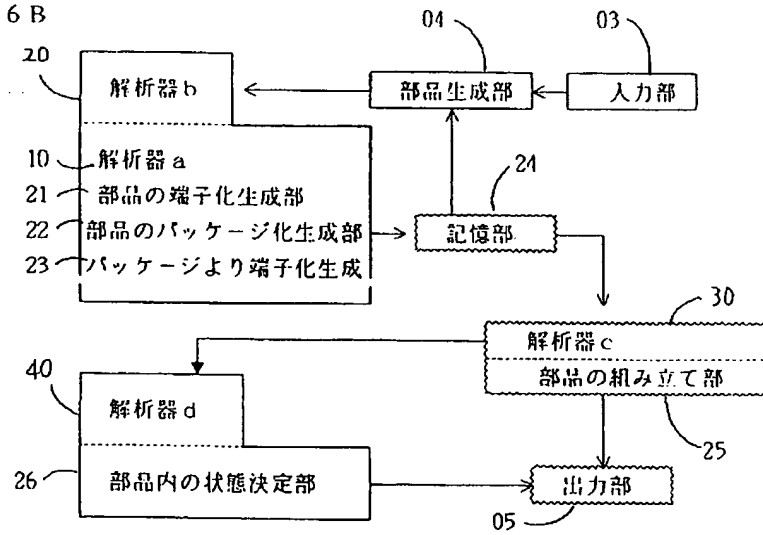 6 B
04
03
20
解析器b
部品生成部
入力部
10
解析器a
21
部品の端子化生成部
22
部品のパッケージ化生成部
23
パッケージより端子化生成
24
記憶部
30
解析器c
部品の組み立て部
25
40
解析器d
26
部品内の状態決定部
出力部
05